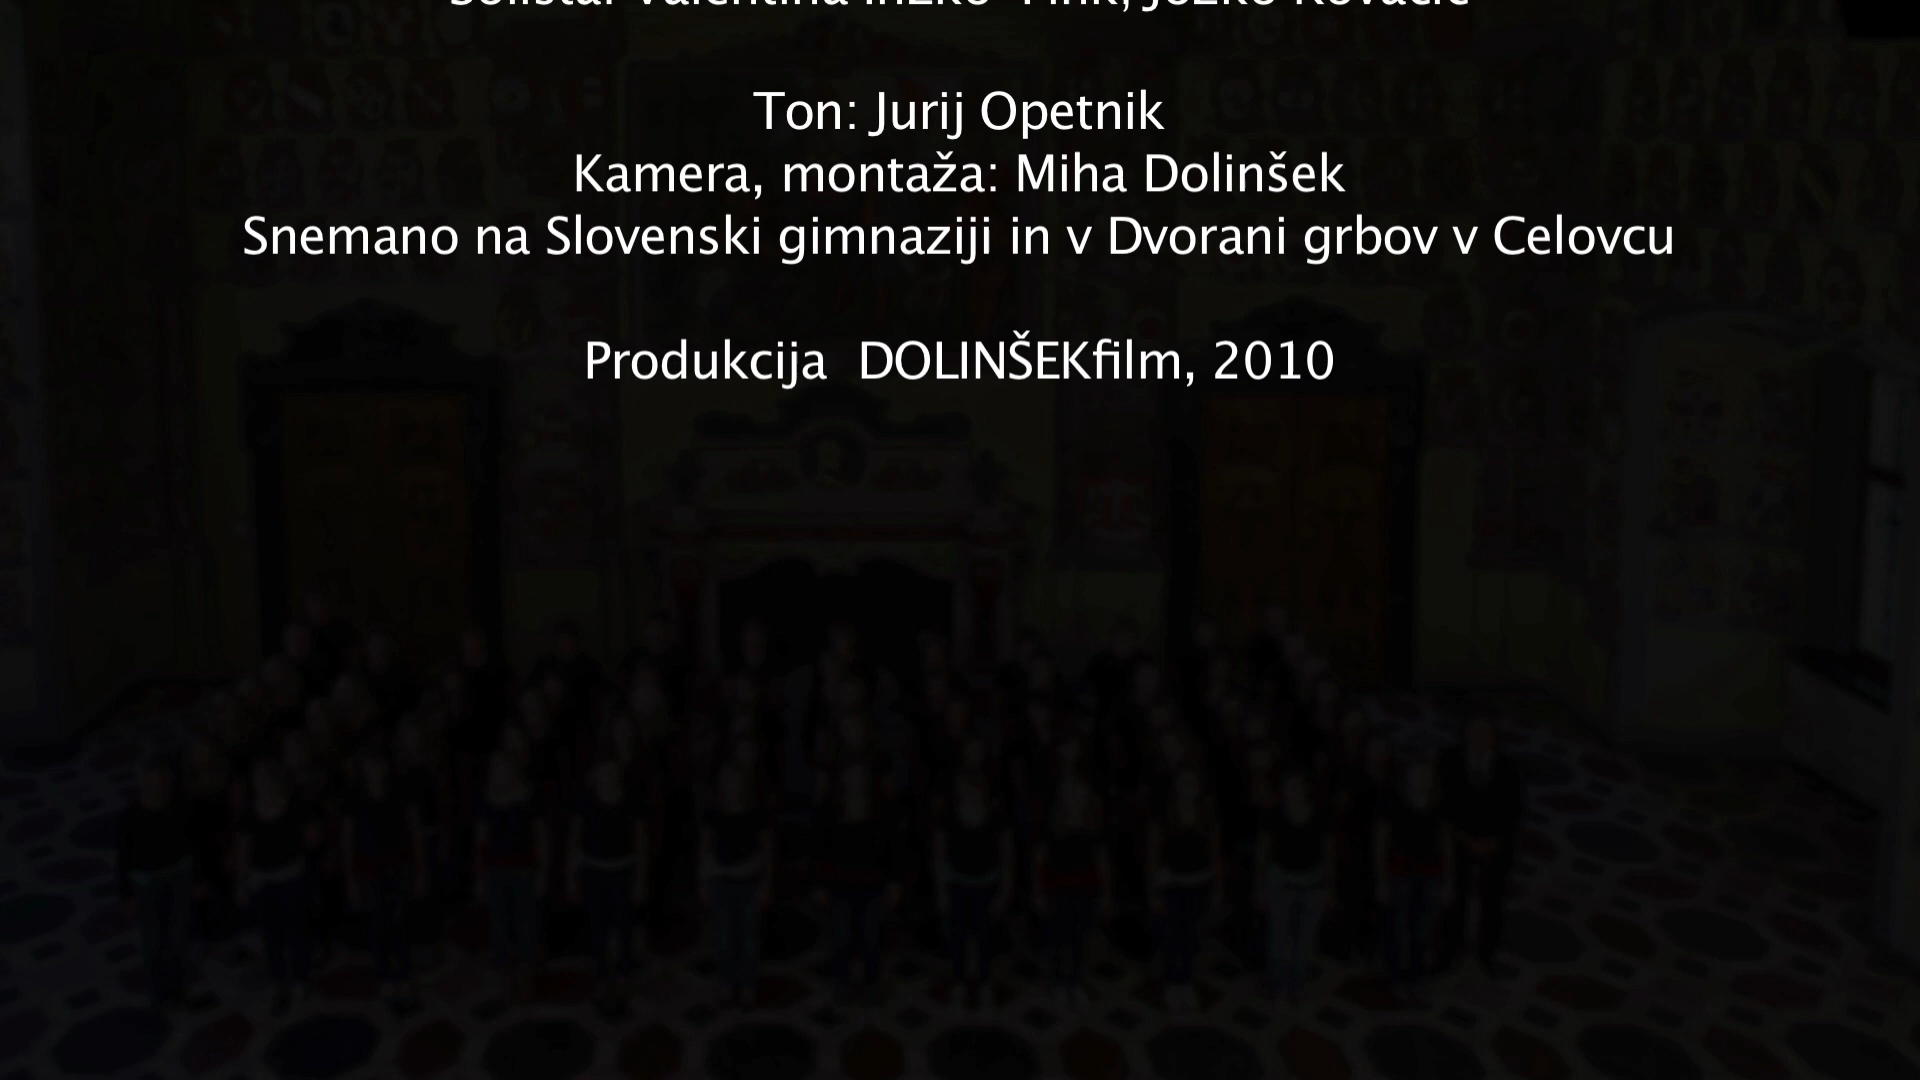 Ton: Jurij Opetnik
Kamera, montaža: Miha Dolinšek
Snemano na Slovenski gimnaziji in v Dvorani grbov v Celovcu
Produkcija DOLINŠEKfilm, 2010